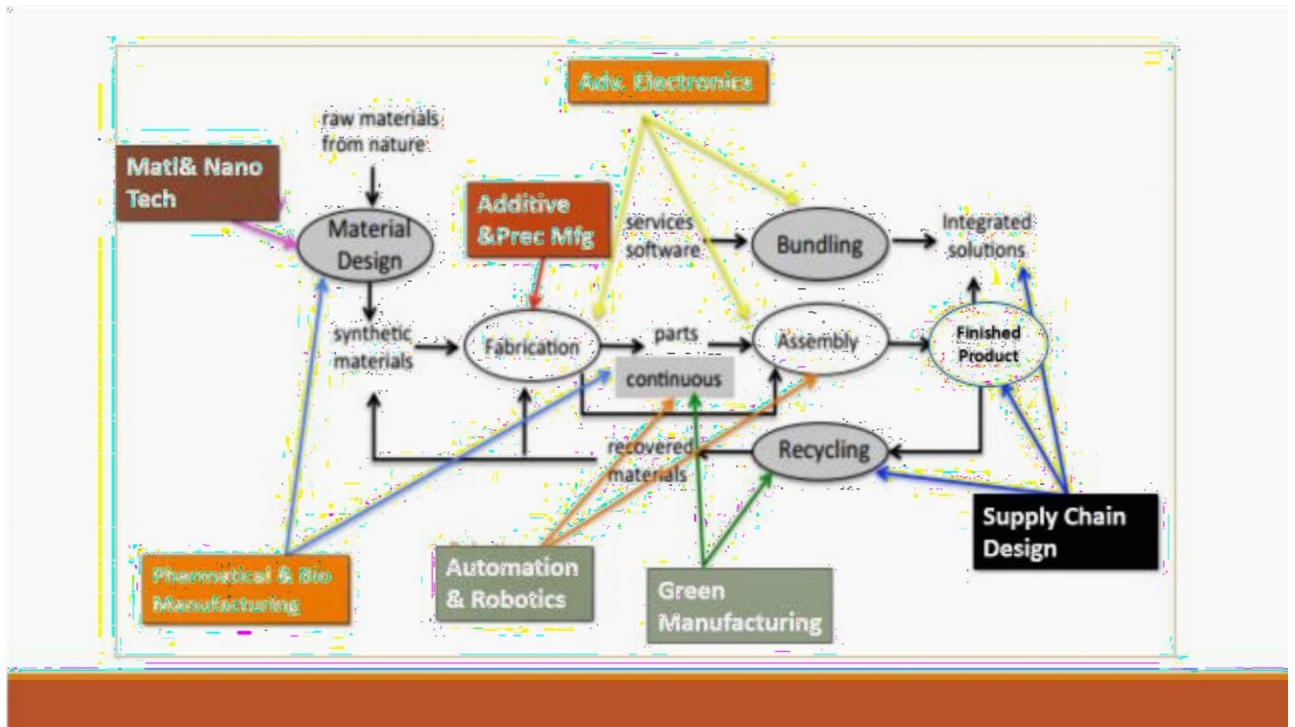 Adv. Electronics
raw materials
from nature
Matl& Nano
Tech
Additive
&Prec Mfg
Material
Design
services
software
Bundling
Integrated
solutions
synthetic
materials
Fabrication
parts
continuous
Assembly
Finished
Product
recovered
materials
Recycling
Supply Chain
Design
Automation
& Robotics
Phermatical & Bio
Manufacturing
Green
Manufacturing